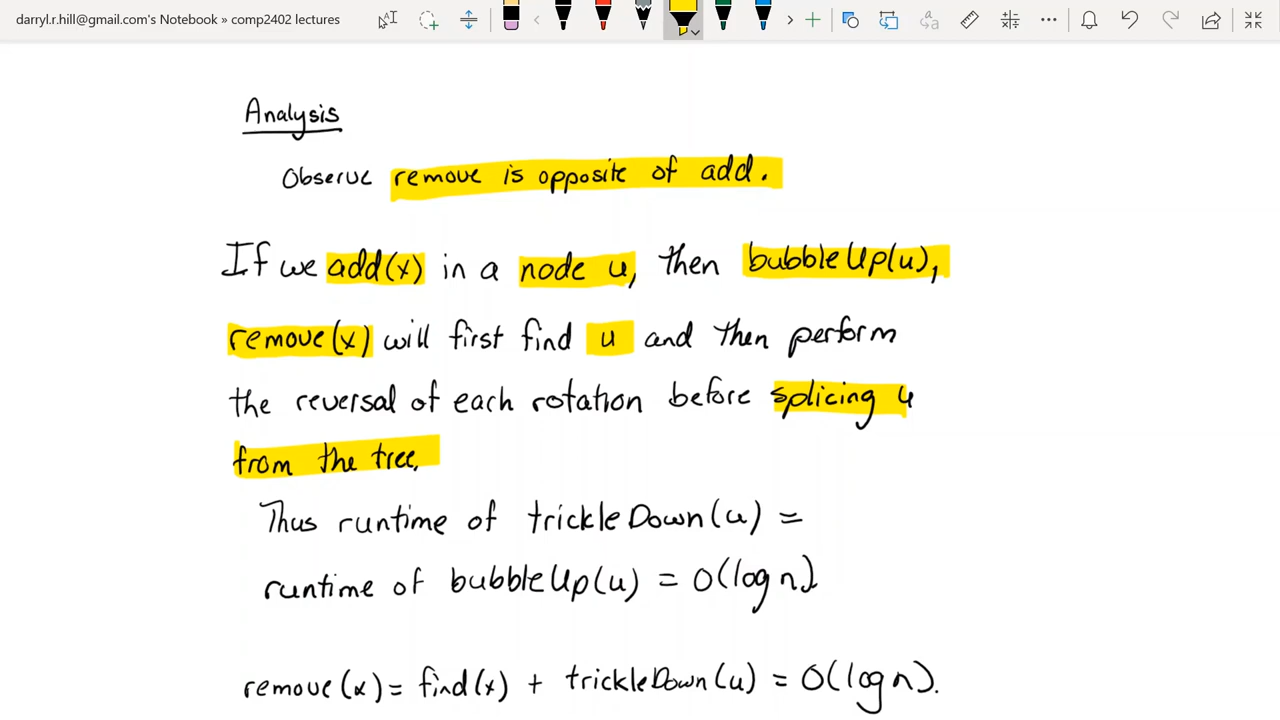 darryl.r.hill@gmail.com's Notebook » comp2402 lectures
Analysis
Observe remove is opposite of add.
If we add(x) in a node u, then bubbleUp(u),
remove(x) will first find u and then perform
the reversal of each rotation before splicing u
from the tree.
Thus runtime of trickleDown(u) =
runtime of bubbleUp(u) = O(log n).
remove(x) = find(x) + trickleDown(u) = O(log n).